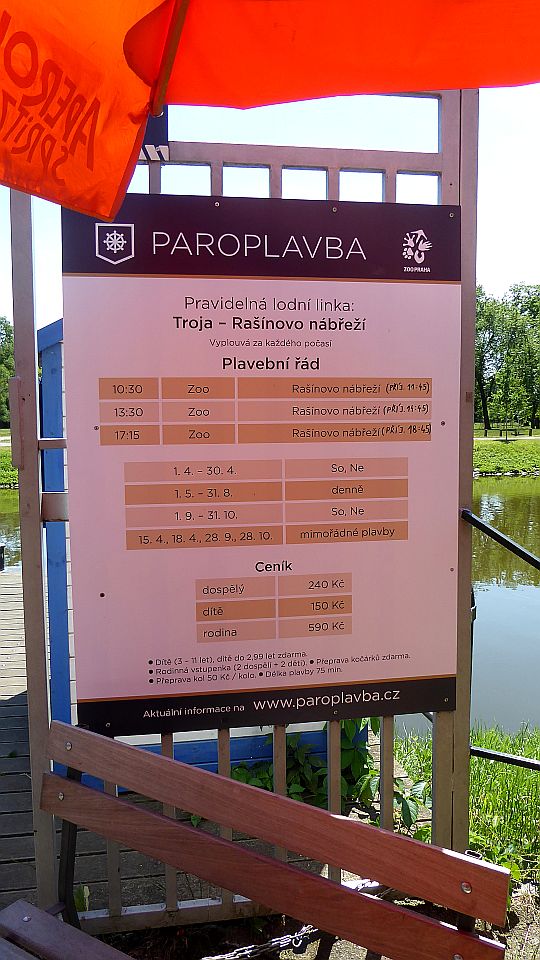 APEROL
SPRITZ
PAROPLAVBA
ZOO PRAHA
Pravidelná lodní linka:
Troja – Rašínovo nábřeží
Vyplouvá za každého počasí
Plavební řád
10:30 Zoo Rašínovo nábřeží (PŘÍJ. 11:45)
13:30 Zoo Rašínovo nábřeží (PŘÍJ. 14:45)
17:15 Zoo Rašínovo nábřeží (PŘÍJ. 18:45)
1. 4. – 30. 4. So, Ne
1. 5. – 31. 8. denně
1. 9. – 31. 10. So, Ne
15. 4., 18. 4., 28. 9., 28. 10. mimořádné plavby
Ceník
dospělý 240 Kč
dítě 150 Kč
rodina 590 Kč
● Dítě (3 – 11 let), dítě do 2,99 let zdarma.
● Rodinná vstupenka (2 dospělí + 2 děti). ● Přeprava kočárků zdarma.
● Přeprava kol 50 Kč / kolo. ● Délka plavby 75 min.
Aktuální informace na www.paroplavba.cz